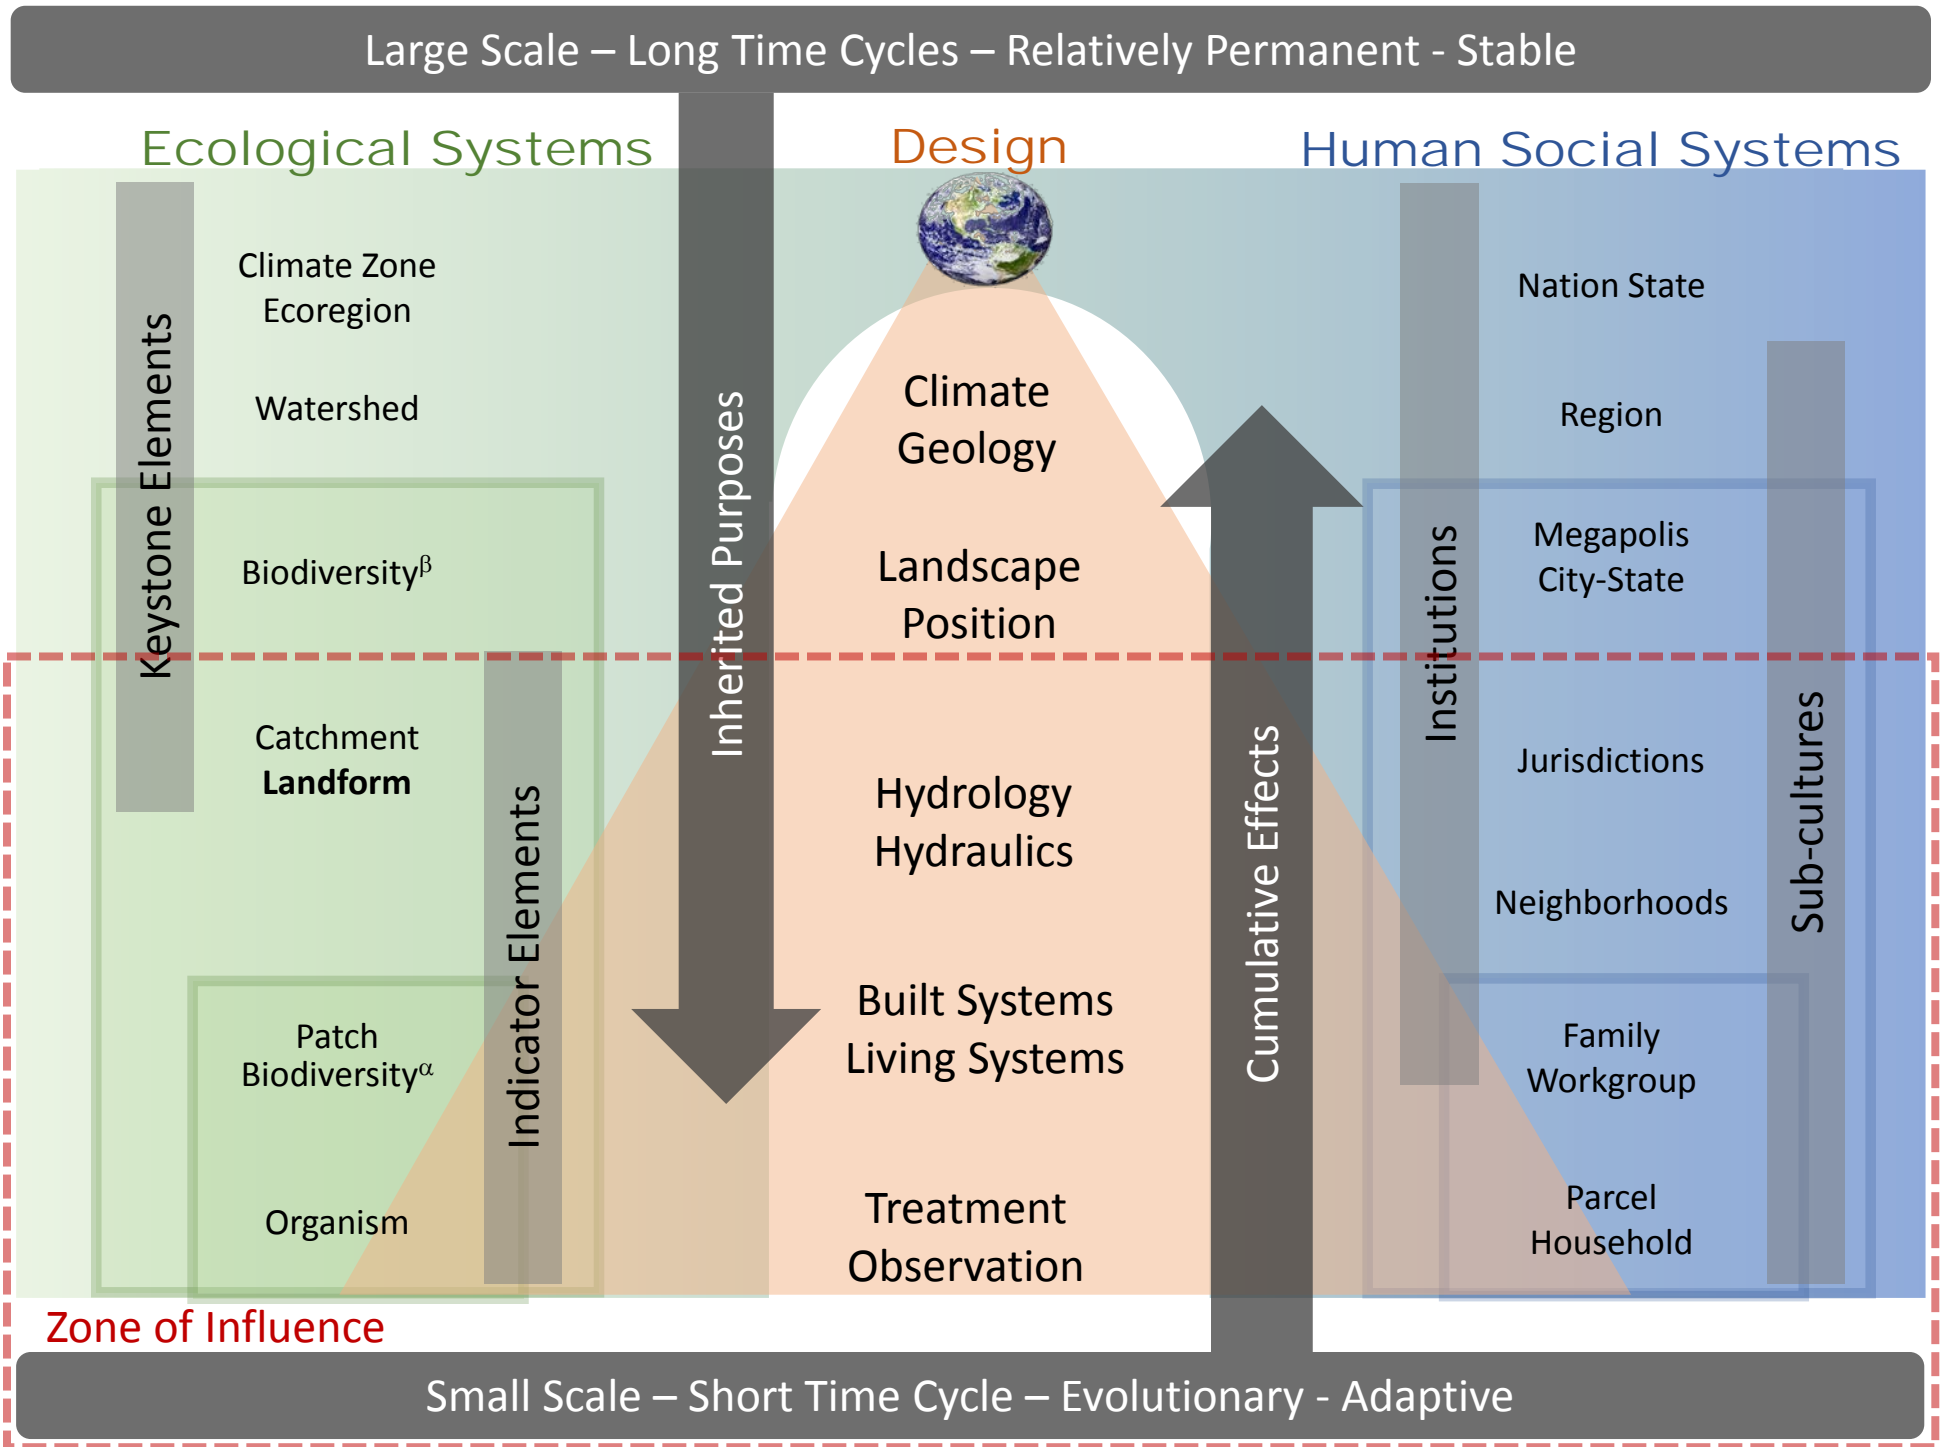 Large Scale – Long Time Cycles – Relatively Permanent - Stable
Ecological Systems
Design
Human Social Systems
Keystone Elements
Climate Zone
Ecoregion
Watershed
Biodiversityᵝ
Catchment
Landform
Patch
Biodiversityᵅ
Organism
Indicator Elements
Inherited Purposes
Climate
Geology
Landscape
Position
Hydrology
Hydraulics
Built Systems
Living Systems
Treatment
Observation
Cumulative Effects
Institutions
Nation State
Region
Megapolis
City-State
Jurisdictions
Neighborhoods
Family
Workgroup
Parcel
Household
Sub-cultures
Zone of Influence
Small Scale – Short Time Cycle – Evolutionary - Adaptive